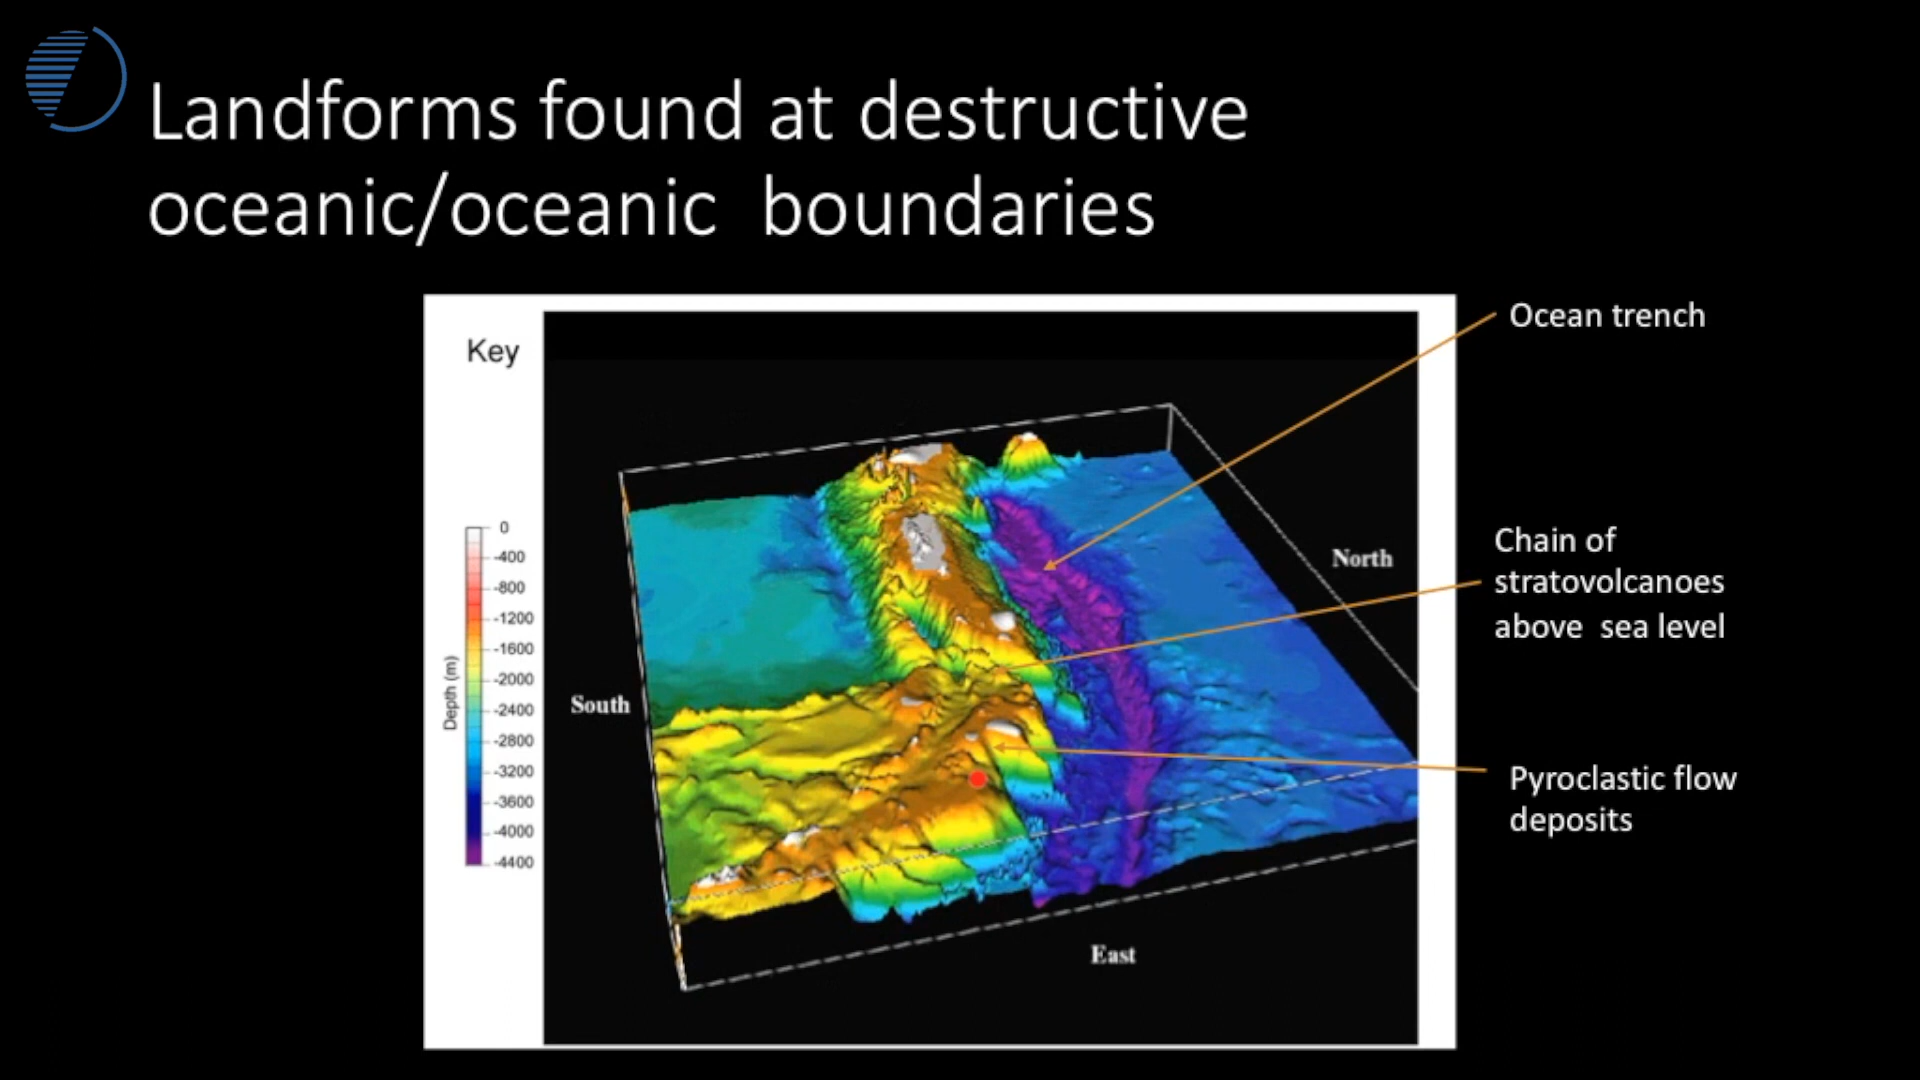 Landforms found at destructive
oceanic/oceanic boundaries
Key
Ocean trench
0
-400
-800
-1200
-1600
-2000
-2400
-2800
-3200
-3600
-4000
-4400
Depth (m)
North
South
East
Chain of
stratovolcanoes
above sea level
Pyroclastic flow
deposits